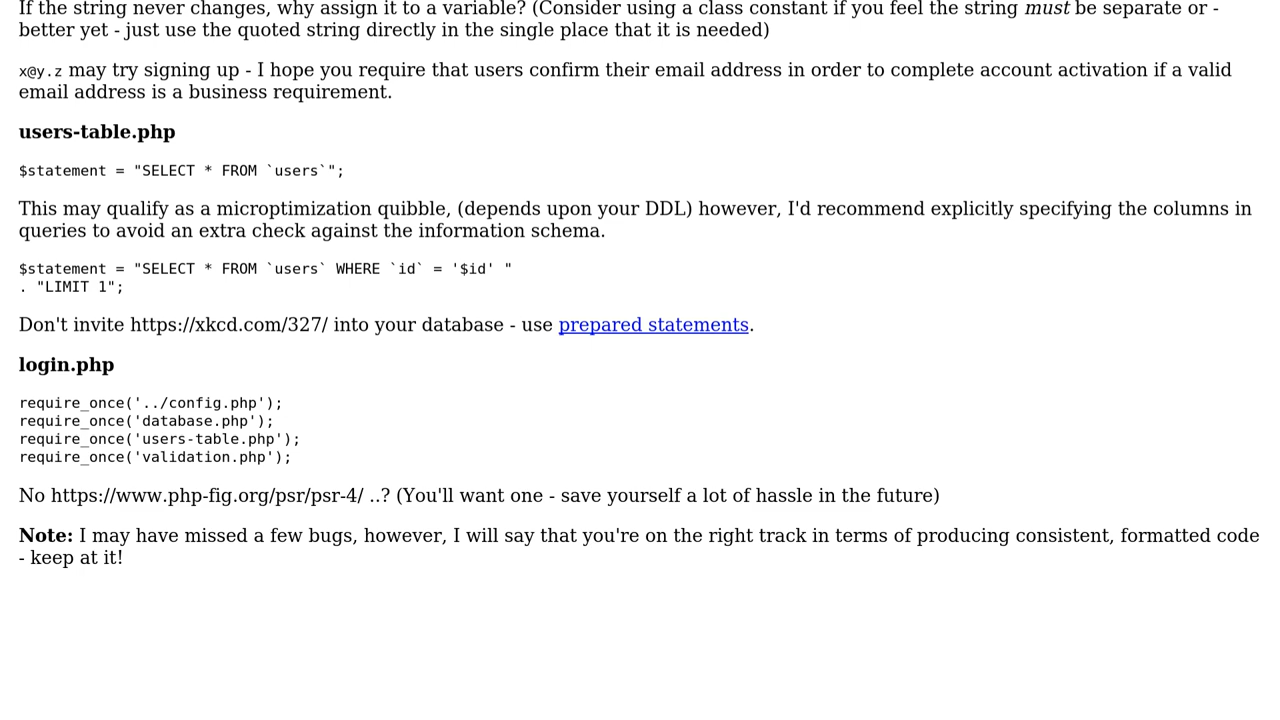 If the string never changes, why assign it to a variable? (Consider using a class constant if you feel the string must be separate or -
better yet - just use the quoted string directly in the single place that it is needed)
x@y.z may try signing up - I hope you require that users confirm their email address in order to complete account activation if a valid
email address is a business requirement.
users-table.php
$statement = "SELECT * FROM `users`";
This may qualify as a microptimization quibble, (depends upon your DDL) however, I'd recommend explicitly specifying the columns in
queries to avoid an extra check against the information schema.
$statement = "SELECT * FROM `users` WHERE `id` = '$id' "
. "LIMIT 1";
Don't invite https://xkcd.com/327/ into your database - use prepared statements.
login.php
require_once('../config.php');
require_once('database.php');
require_once('users-table.php');
require_once('validation.php');
No https://www.php-fig.org/psr/psr-4/ ..? (You'll want one - save yourself a lot of hassle in the future)
Note: I may have missed a few bugs, however, I will say that you're on the right track in terms of producing consistent, formatted code
- keep at it!